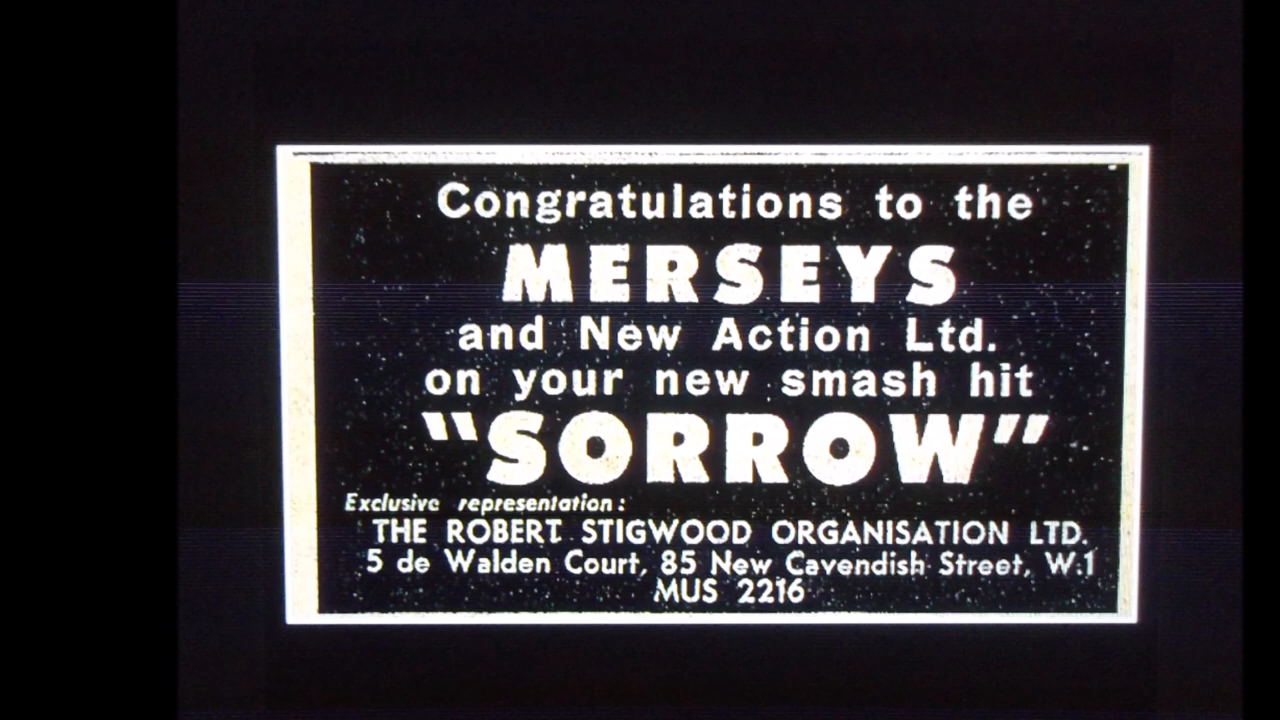 Congratulations to the
MERSEYS
and New Action Ltd.
on your new smash hit
"SORROW"
Exclusive representation:
THE ROBERT STIGWOOD ORGANISATION LTD.
5 de Walden Court, 85 New Cavendish Street, W.1
MUS 2216